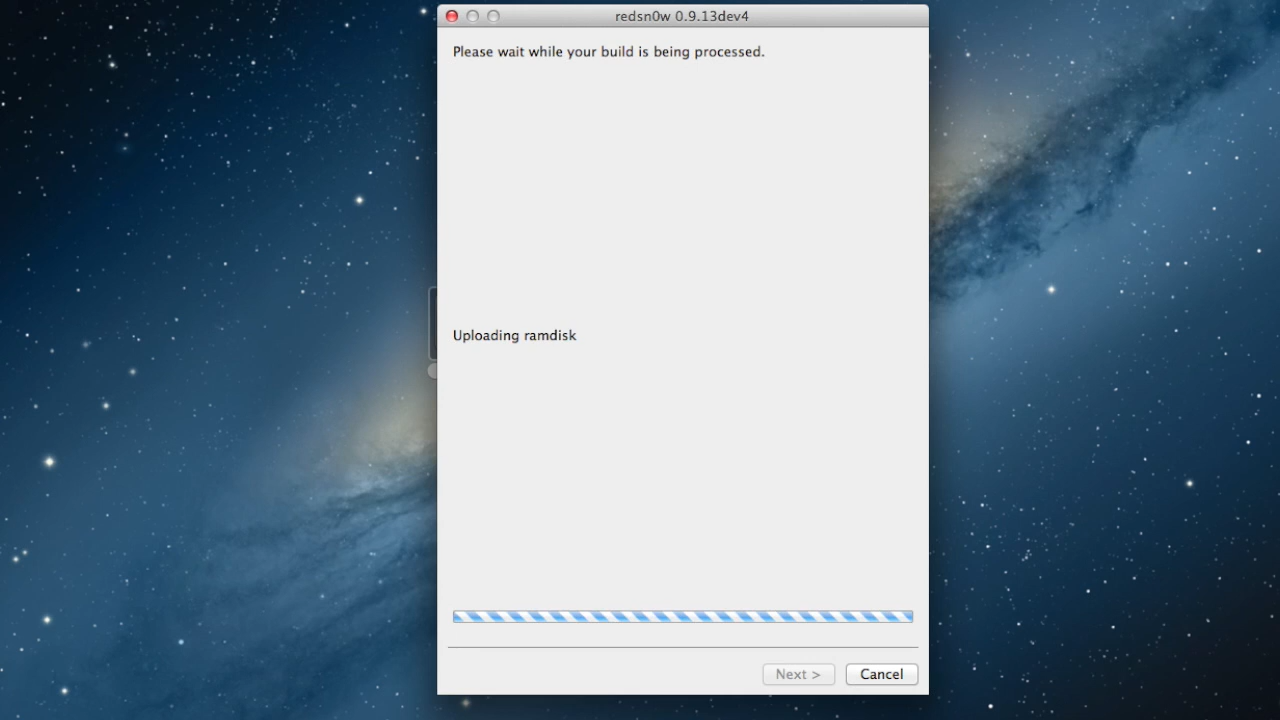 redsn0w 0.9.13dev4
Please wait while your build is being processed.
Uploading ramdisk
Next >
Cancel